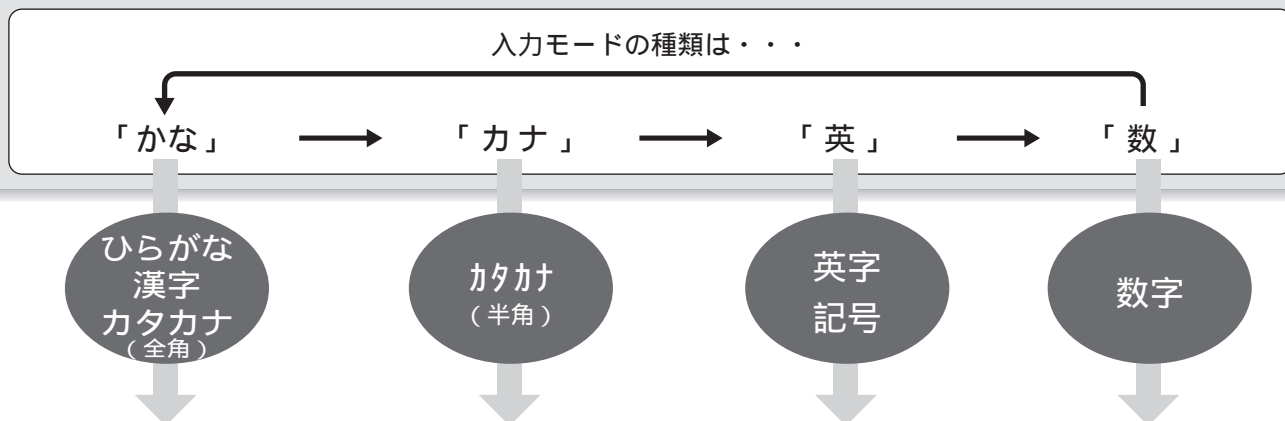 入力モードの種類は・・・
「かな」 「カナ」 「英」 「数」
ひらがな
漢字
カタカナ
(全角)
ｶﾀｶﾅ
(半角)
英字
記号
数字